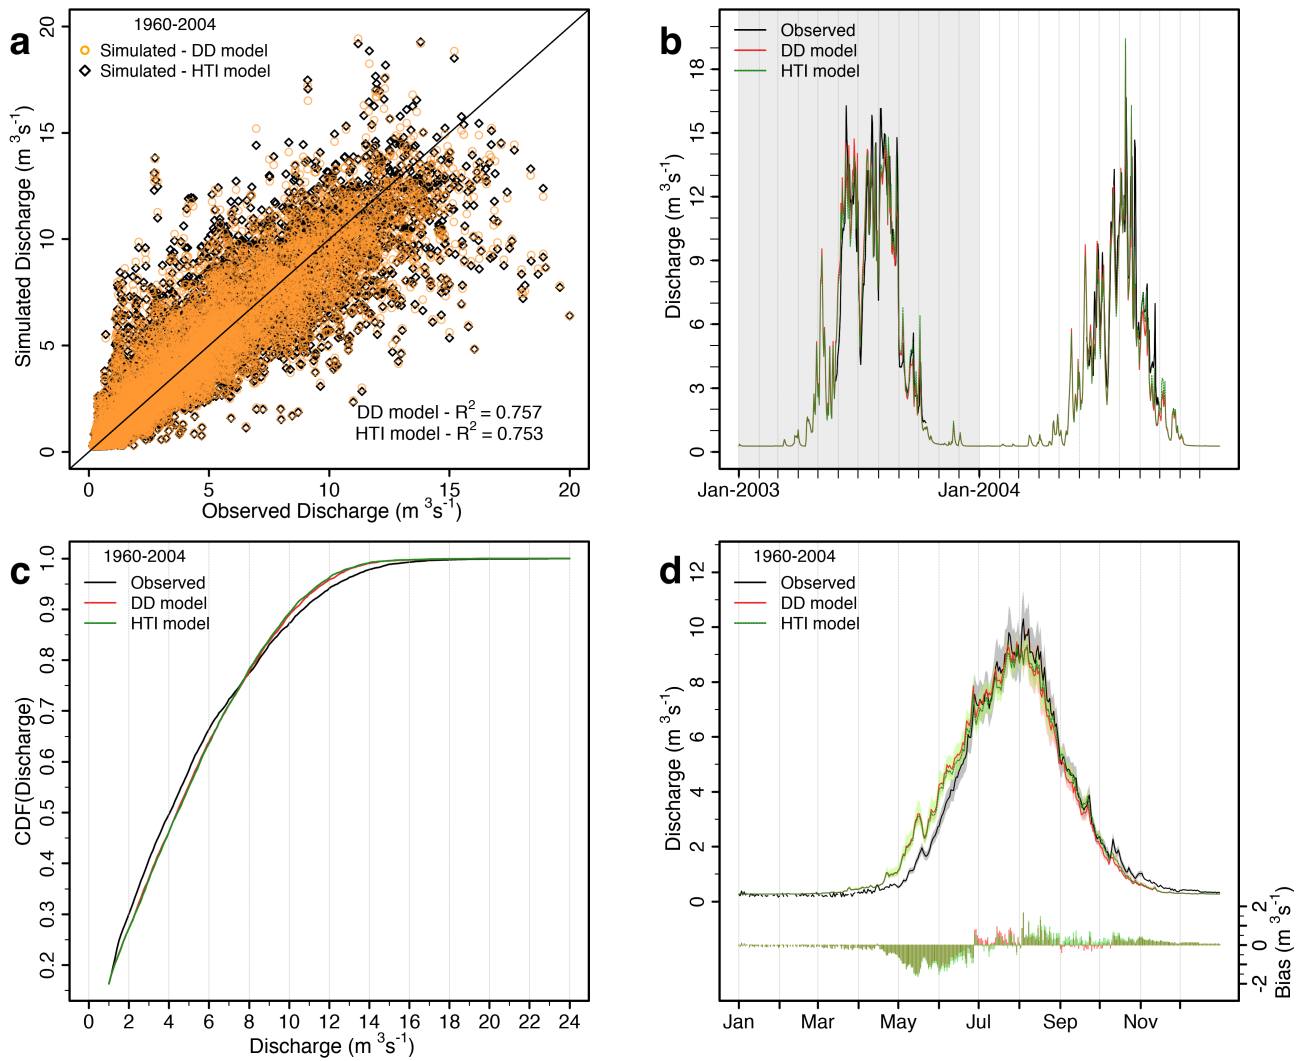 a
1960-2004
Simulated - DD model
Simulated - HTI model
DD model - R² = 0.757
HTI model - R² = 0.753
Simulated Discharge (m ³s⁻¹)
0
5
10
15
20
0 5 10 15 20
Observed Discharge (m ³s⁻¹)
b
Observed
DD model
HTI model
Discharge (m ³s⁻¹)
0
3
6
9
12
15
18
Jan-2003 Jan-2004
c
1960-2004
Observed
DD model
HTI model
CDF(Discharge)
0.2
0.3
0.4
0.5
0.6
0.7
0.8
0.9
1.0
0 2 4 6 8 10 12 14 16 18 20 22 24
Discharge (m ³s⁻¹)
d
1960-2004
Observed
DD model
HTI model
Discharge (m ³s⁻¹)
0
2
4
6
8
10
12
Bias (m ³s⁻¹)
-2
0
2
Jan Mar May Jul Sep Nov